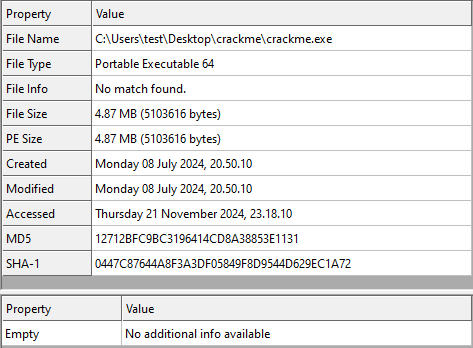 Property Value
File Name C:\Users\test\Desktop\crackme\crackme.exe
File Type Portable Executable 64
File Info No match found.
File Size 4.87 MB (5103616 bytes)
PE Size 4.87 MB (5103616 bytes)
Created Monday 08 July 2024, 20.50.10
Modified Monday 08 July 2024, 20.50.10
Accessed Thursday 21 November 2024, 23.18.10
MD5 12712BFC9BC3196414CD8A38853E1131
SHA-1 0447C87644A8F3A3DF05849F8D9544D629EC1A72
Property Value
Empty No additional info available